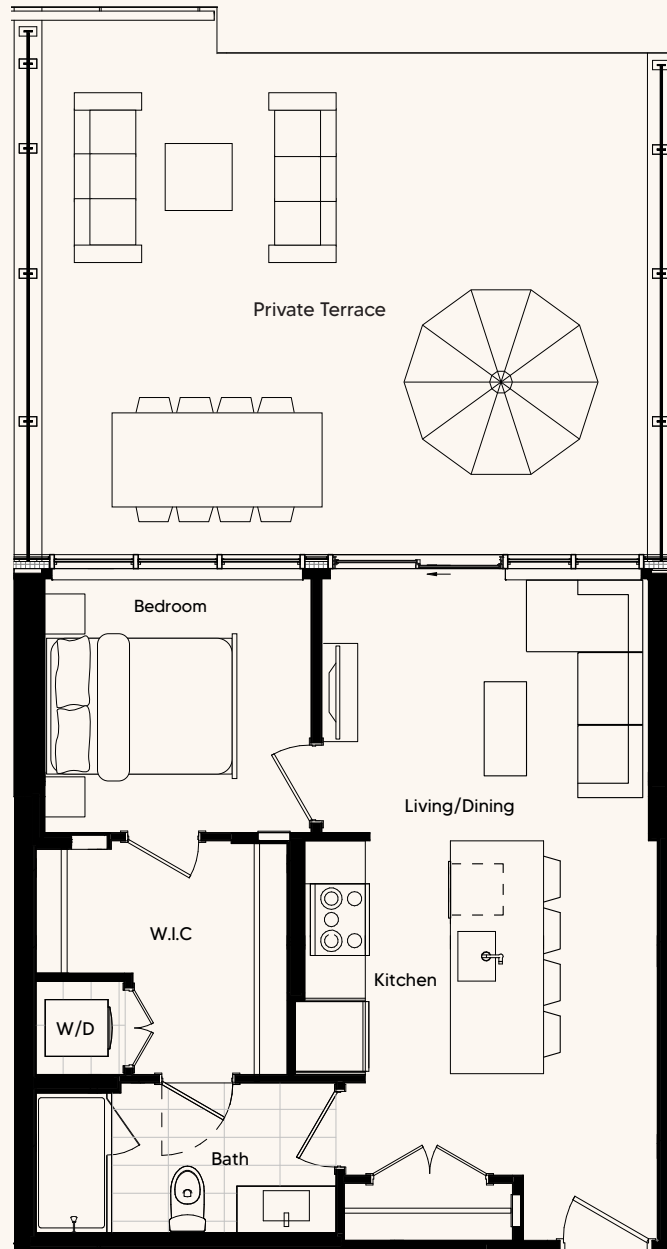 Private Terrace
Bedroom
Living/Dining
W.I.C
Kitchen
W/D
Bath